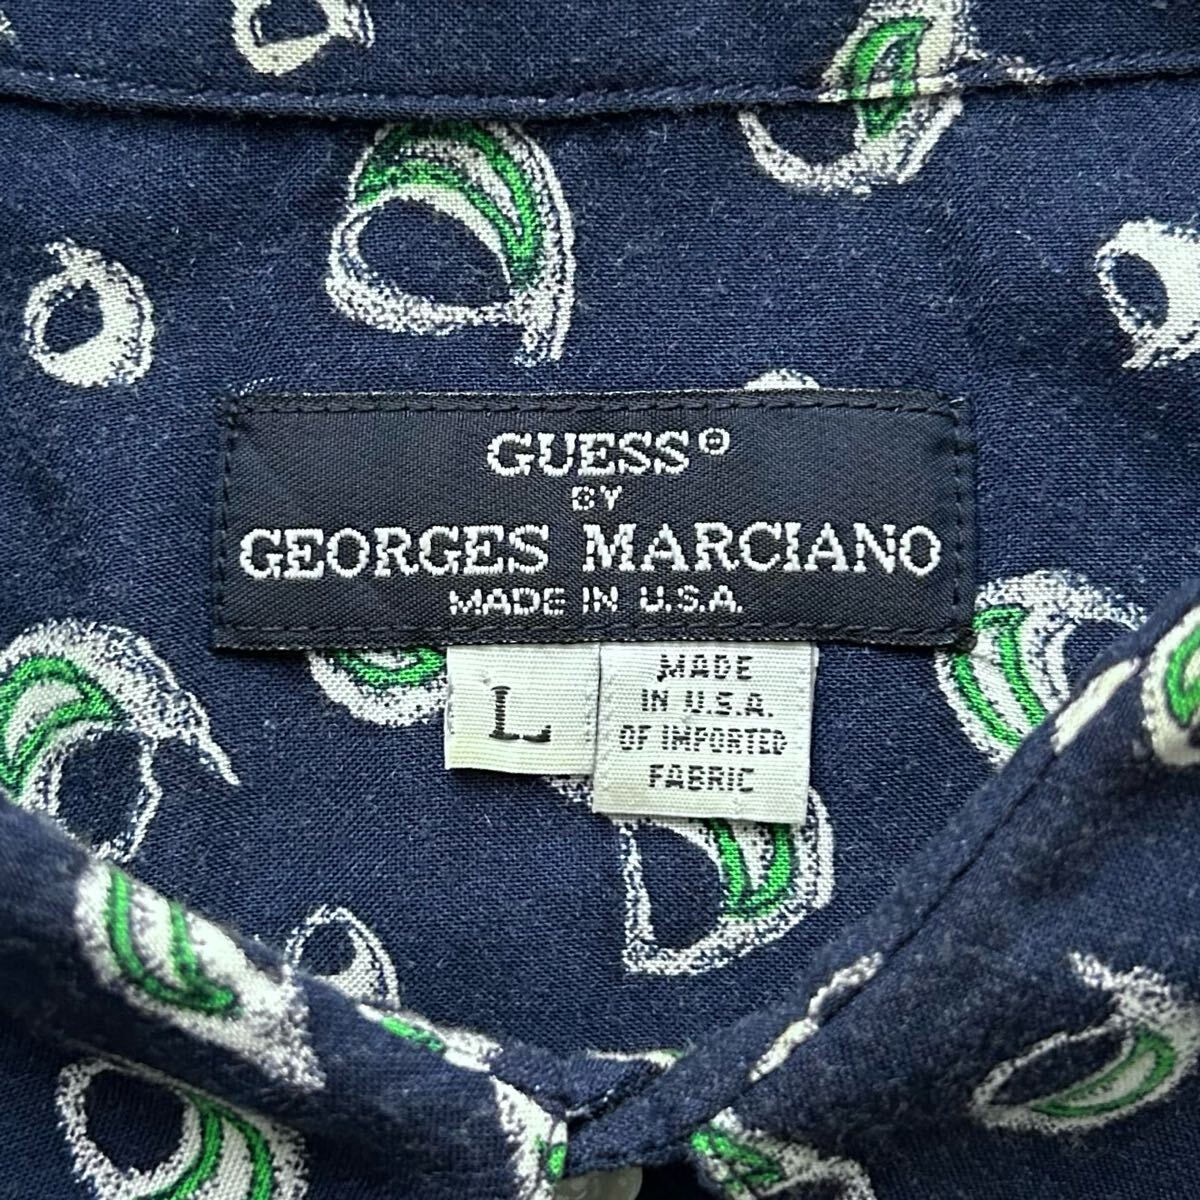 GUESS®
BY
GEORGES MARCIANO
MADE IN U.S.A.
L
MADE
IN U.S.A.
OF IMPORTED
FABRIC